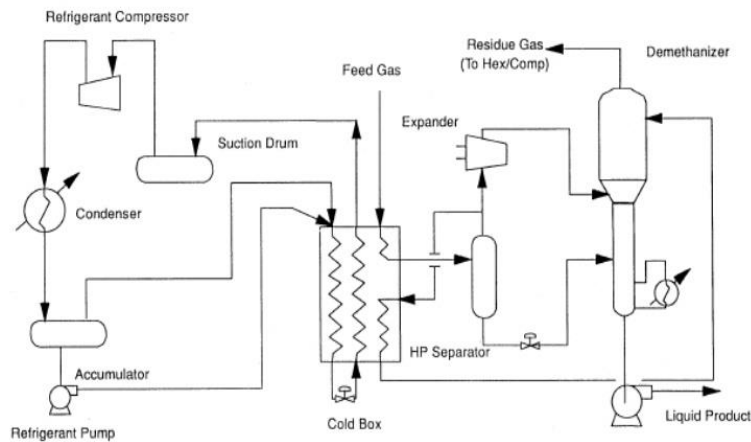 Refrigerant Compressor
Residue Gas
(To Hex/Comp)
Demethanizer
Feed Gas
Expander
Suction Drum
Condenser
HP Separator
Accumulator
Refrigerant Pump
Cold Box
Liquid Product